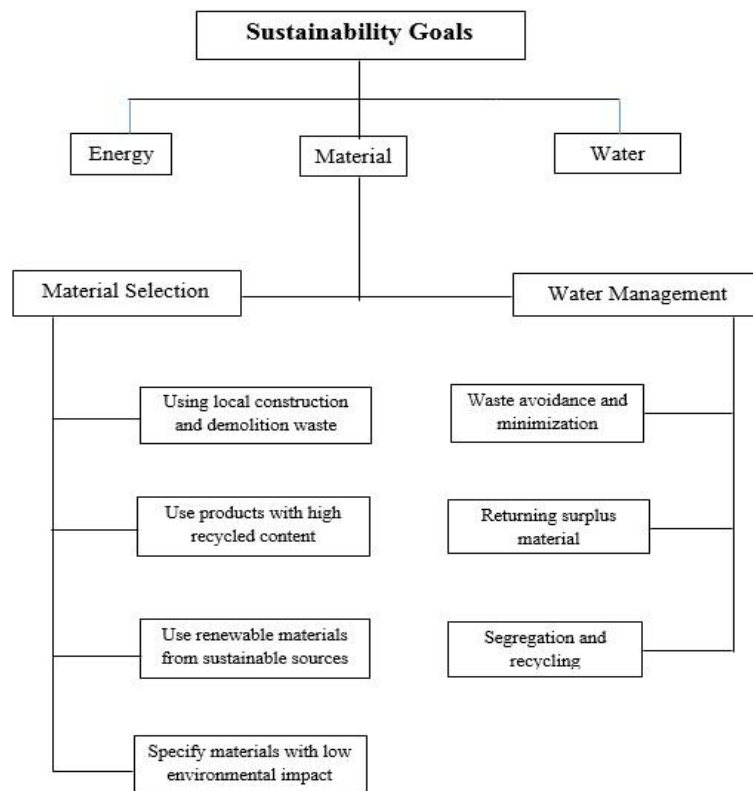 Sustainability Goals
Energy
Material
Water
Material Selection
Water Management
Using local construction
and demolition waste
Waste avoidance and
minimization
Use products with high
recycled content
Returning surplus
material
Use renewable materials
from sustainable sources
Segregation and
recycling
Specify materials with low
environmental impact